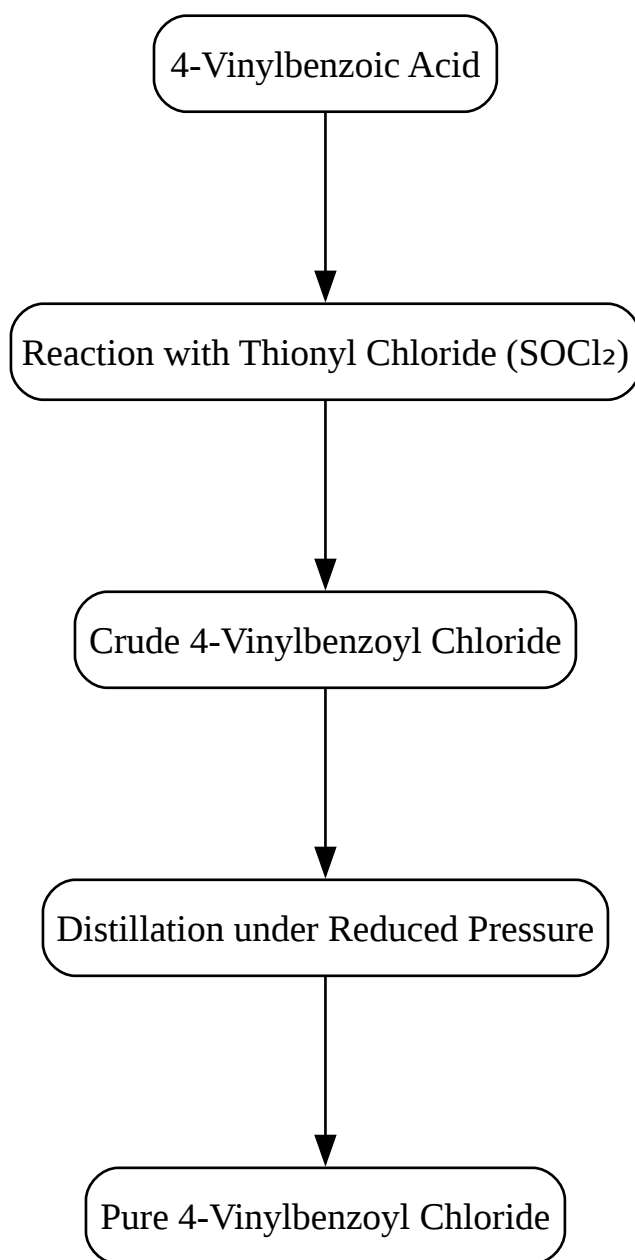 4-Vinylbenzoic Acid
Reaction with Thionyl Chloride (SOCl₂)
Crude 4-Vinylbenzoyl Chloride
Distillation under Reduced Pressure
Pure 4-Vinylbenzoyl Chloride